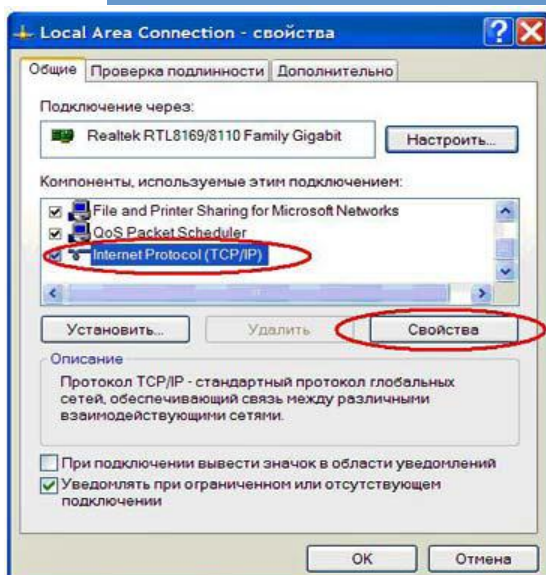 Local Area Connection - свойства
Общие Проверка подлинности Дополнительно
Подключение через:
Realtek RTL8169/8110 Family Gigabit Настроить...
Компоненты, используемые этим подключением:
File and Printer Sharing for Microsoft Networks
QoS Packet Scheduler
Internet Protocol (TCP/IP)
Установить... Удалить Свойства
Описание
Протокол TCP/IP - стандартный протокол глобальных
сетей, обеспечивающий связь между различными
взаимодействующими сетями.
При подключении вывести значок в области уведомлений
Уведомлять при ограниченном или отсутствующем
подключении
OK Отмена